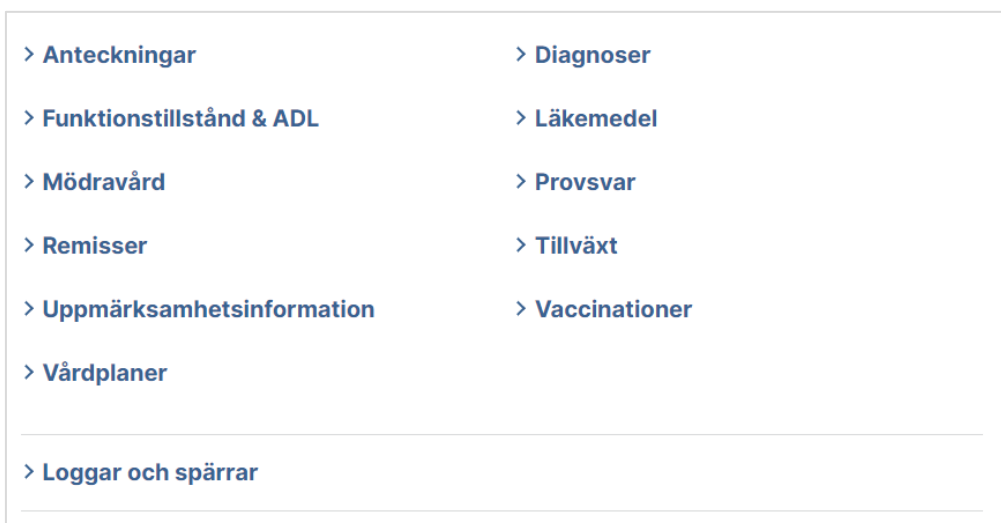 Anteckningar
Diagnoser
Funktionstillstånd & ADL
Läkemedel
Mödravård
Provsvar
Remisser
Tillväxt
Uppmärksamhetsinformation
Vaccinationer
Vårdplaner
Loggar och spärrar